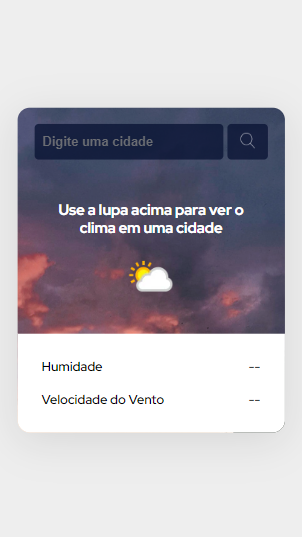 Digite uma cidade
Use a lupa acima para ver o
clima em uma cidade
Humidade --
Velocidade do Vento --